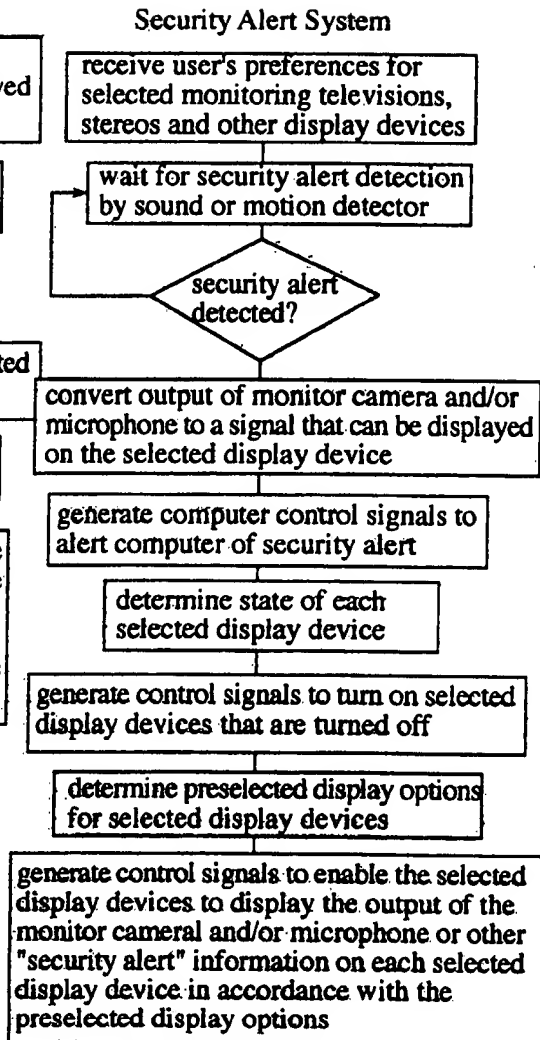 Security Alert System
receive user's preferences for
selected monitoring televisions,
stereos and other display devices
wait for security alert detection
by sound or motion detector
security alert
detected?
convert output of monitor camera and/or
microphone to a signal that can be displayed
on the selected display device
generate computer control signals to
alert computer of security alert
determine state of each
selected display device
generate control signals to turn on selected
display devices that are turned off
determine preselected display options
for selected display devices
generate control signals to enable the selected
display devices to display the output of the
monitor cameral and/or microphone or other
"security alert" information on each selected
display device in accordance with the
preselected display options